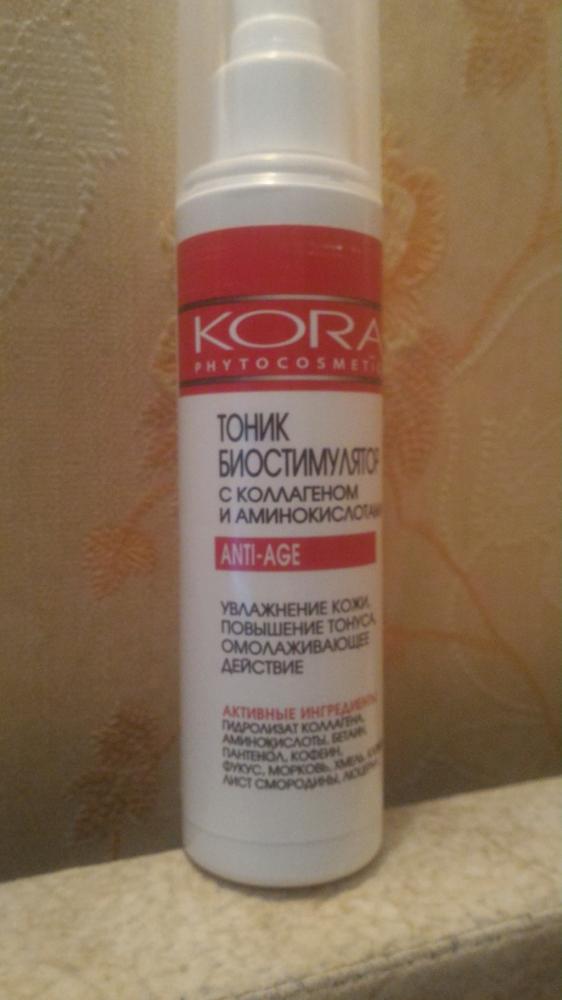 KORA
PHYTOCOSMETI
ТОНИК
БИОСТИМУЛЯТОР
С КОЛЛАГЕНОМ
И АМИНОКИСЛОТАМИ
ANTI-AGE
УВЛАЖНЕНИЕ КОЖИ,
ПОВЫШЕНИЕ ТОНУСА,
ОМОЛАЖИВАЮЩЕЕ
ДЕЙСТВИЕ
АКТИВНЫЕ ИНГРЕДИЕНТЫ
ГИДРОЛИЗАТ КОЛЛАГЕНА,
АМИНОКИСЛОТЫ, БЕТАИН,
ПАНТЕНОЛ, КОФЕИН,
ФУКУС, МОРКОВЬ, ХМЕЛЬ,
ЛИСТ СМОРОДИНЫ,